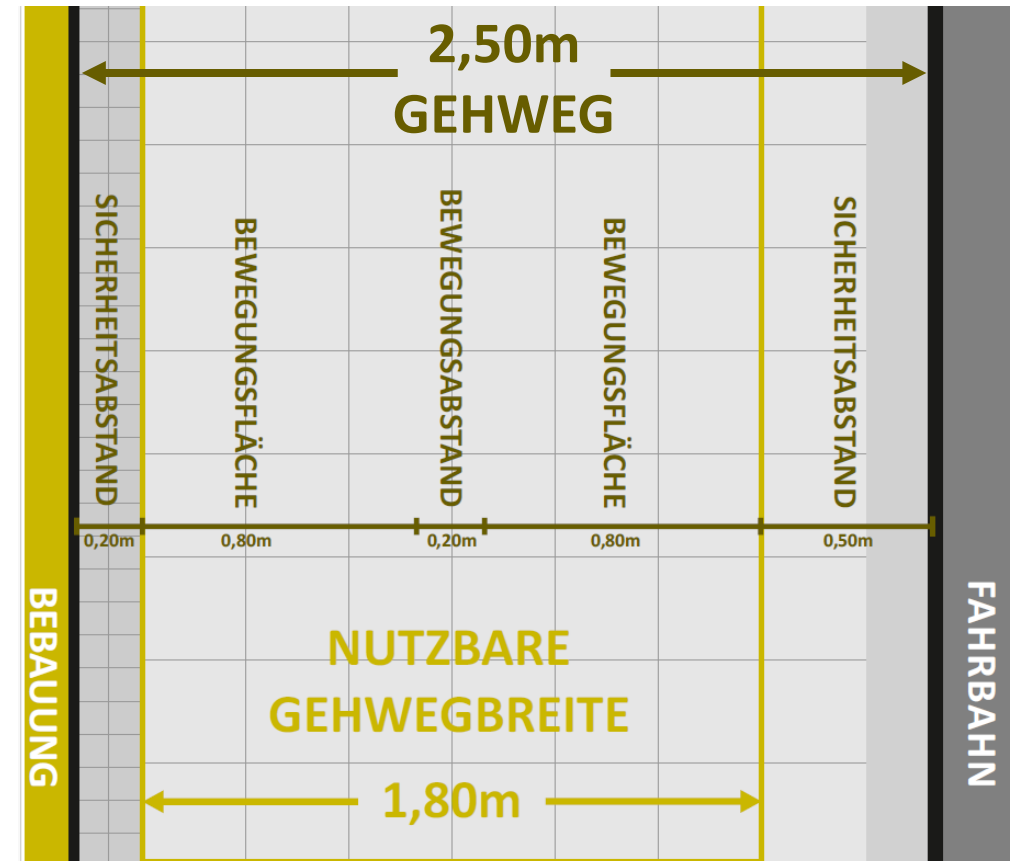 2,50m
GEHWEG
SICHERHEITSABSTAND
BEWEGUNGSFLÄCHE
BEWEGUNGSABSTAND
BEWEGUNGSFLÄCHE
SICHERHEITSABSTAND
0,20m
0,80m
0,20m
0,80m
0,50m
BEBAUUNG
NUTZBARE
GEHWEGBREITE
1,80m
FAHRBAHN